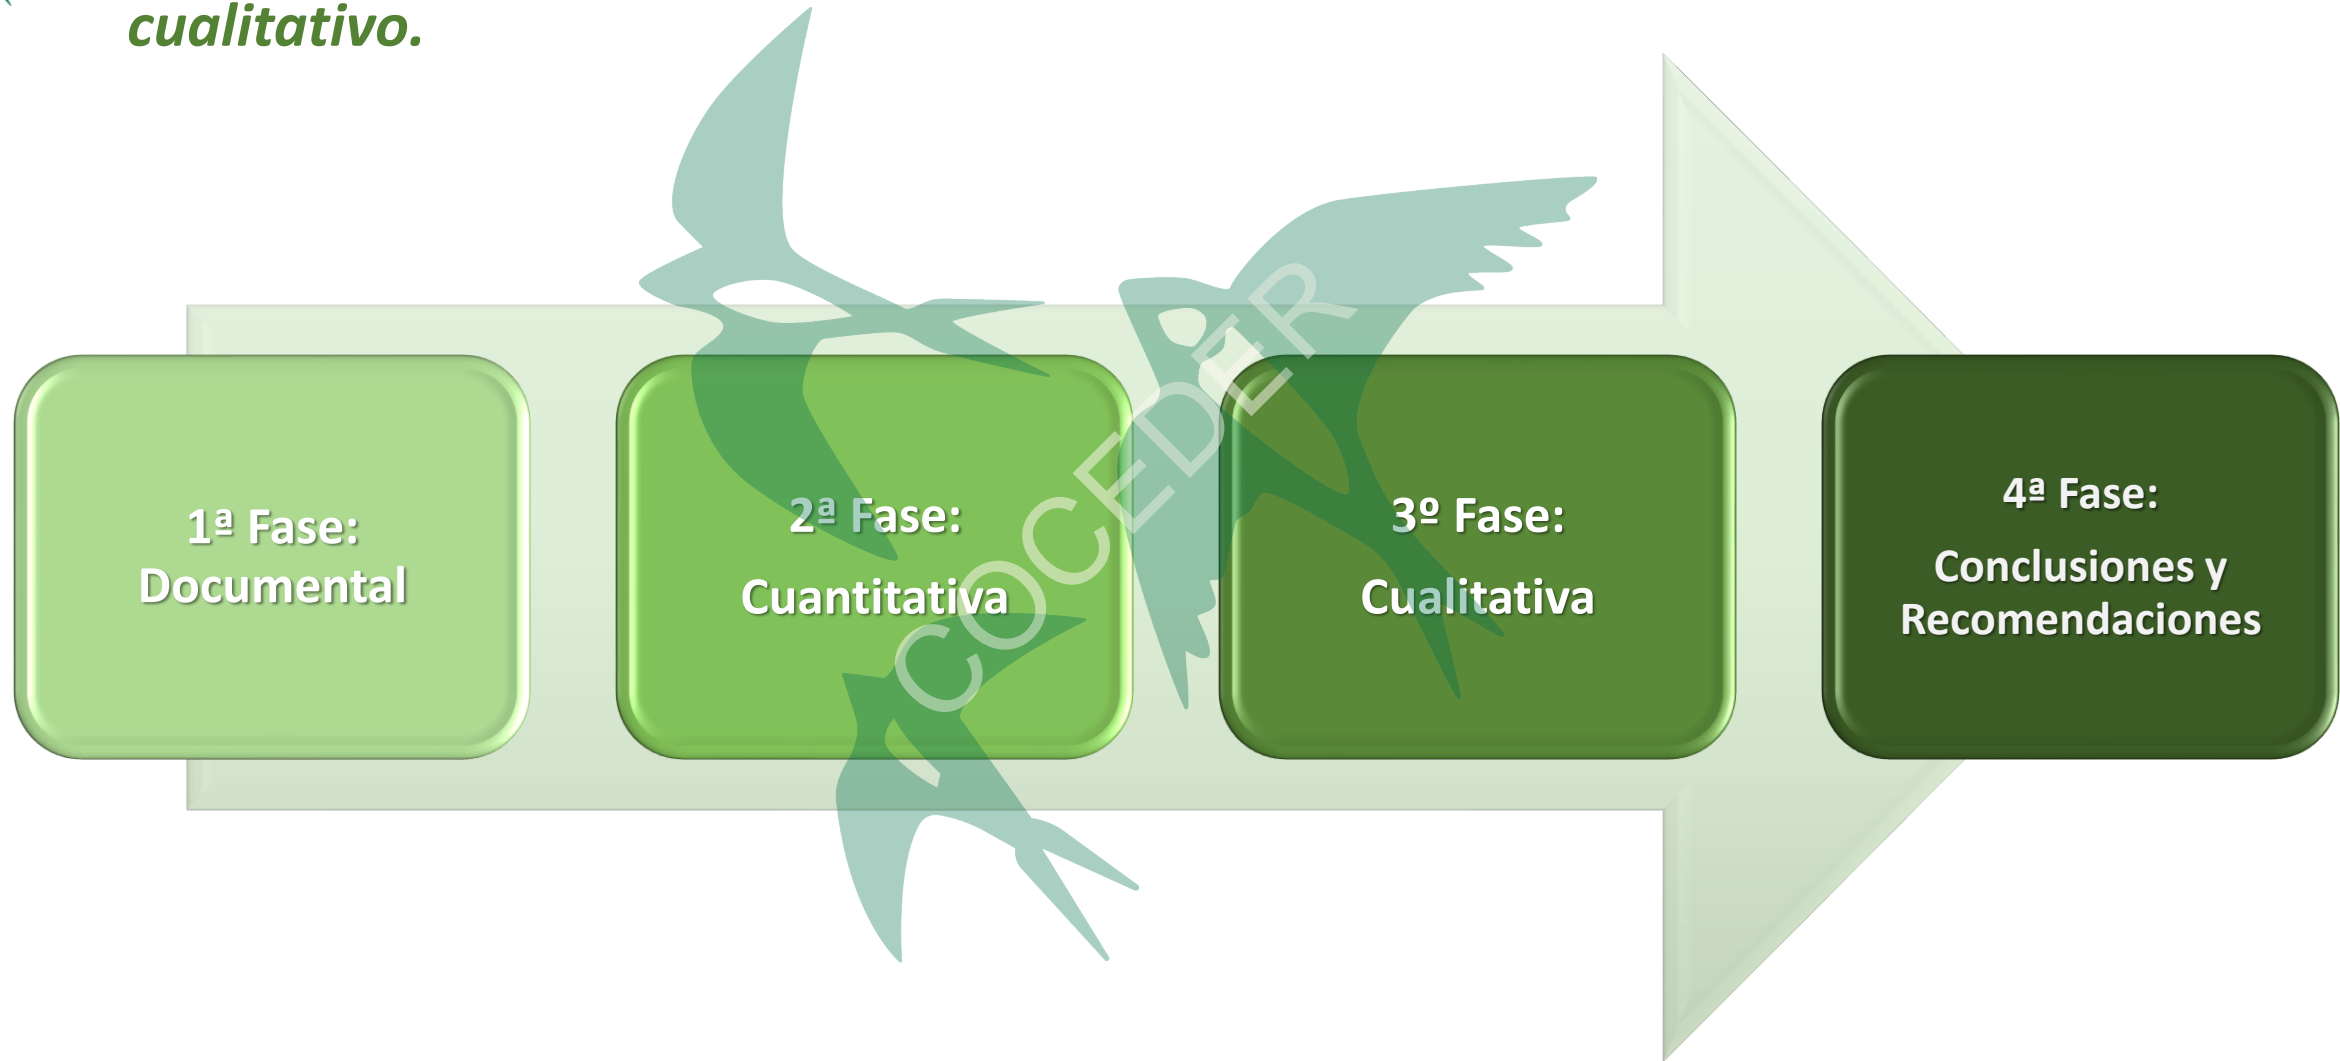 cualitativo.
1ª Fase:
Documental
2ª Fase:
Cuantitativa
3º Fase:
Cualitativa
4ª Fase:
Conclusiones y
Recomendaciones
COCEDER